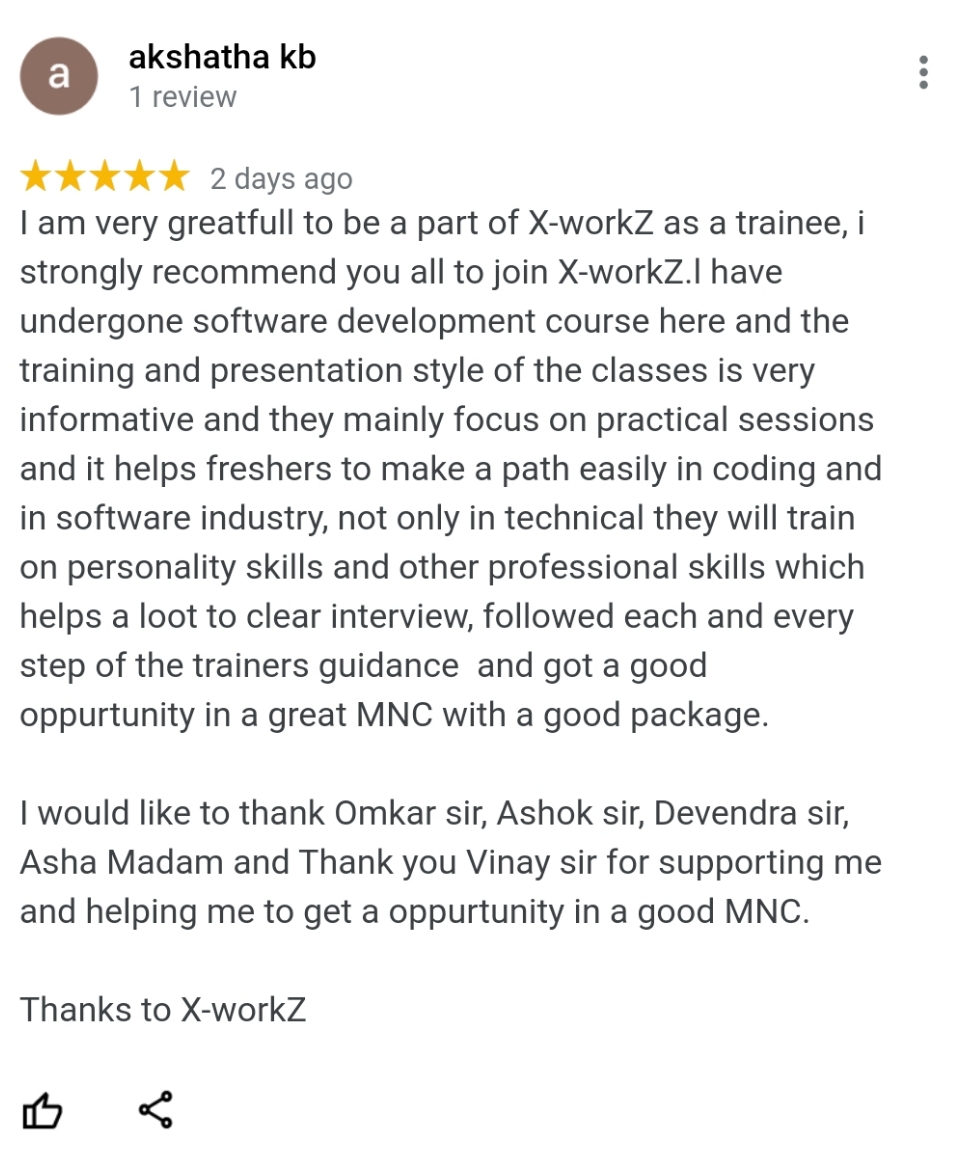 a
akshatha kb
1 review
2 days ago
I am very greatfull to be a part of X-workZ as a trainee, i
strongly recommend you all to join X-workZ.I have
undergone software development course here and the
training and presentation style of the classes is very
informative and they mainly focus on practical sessions
and it helps freshers to make a path easily in coding and
in software industry, not only in technical they will train
on personality skills and other professional skills which
helps a loot to clear interview, followed each and every
step of the trainers guidance  and got a good
oppurtunity in a great MNC with a good package.
I would like to thank Omkar sir, Ashok sir, Devendra sir,
Asha Madam and Thank you Vinay sir for supporting me
and helping me to get a oppurtunity in a good MNC.
Thanks to X-workZ